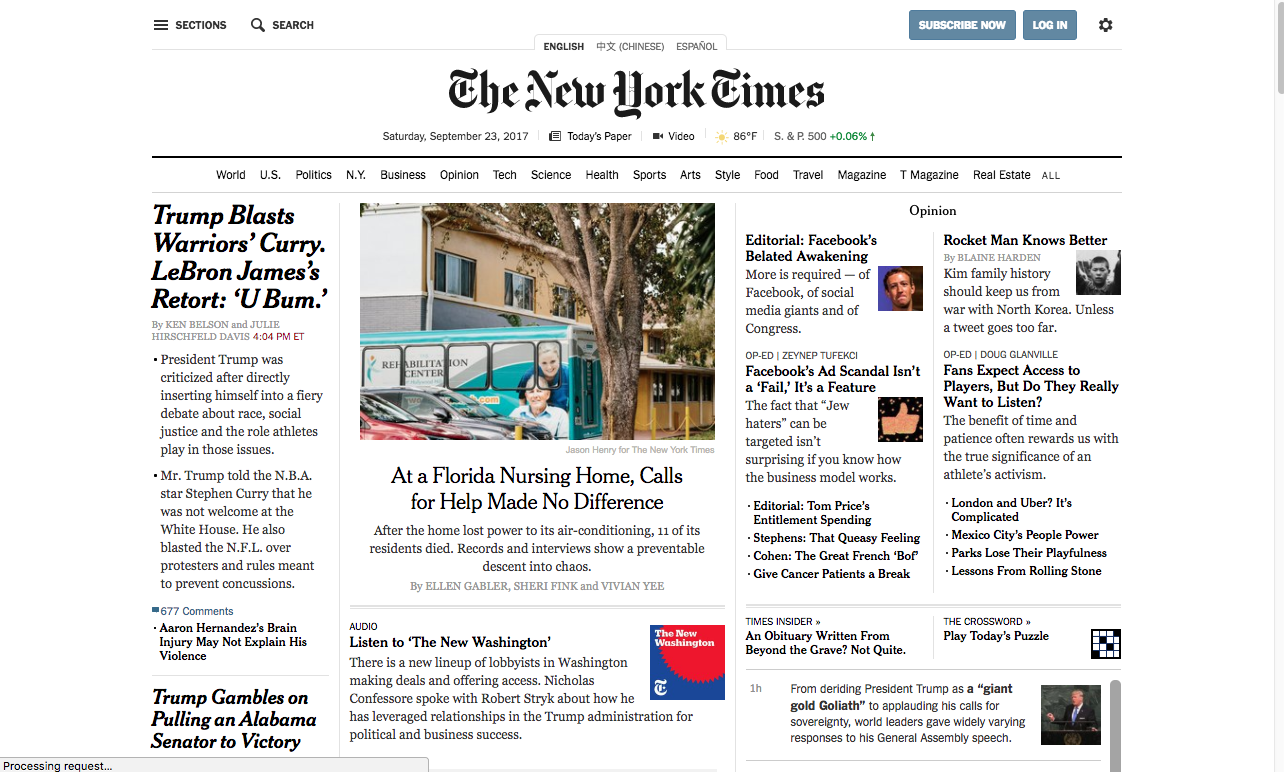 SECTIONS
SEARCH
SUBSCRIBE NOW
LOG IN
ENGLISH
中文 (CHINESE)
ESPAÑOL
The New York Times
Saturday, September 23, 2017
Today's Paper
Video
86°F
S. & P. 500 +0.06% ↑
World
U.S.
Politics
N.Y.
Business
Opinion
Tech
Science
Health
Sports
Arts
Style
Food
Travel
Magazine
T Magazine
Real Estate
ALL
Trump Blasts
Warriors' Curry.
LeBron James's
Retort: 'U Bum.'
By KEN BELSON and JULIE
HIRSCHFELD DAVIS 4:04 PM ET
▪ President Trump was
criticized after directly
inserting himself into a fiery
debate about race, social
justice and the role athletes
play in those issues.
▪ Mr. Trump told the N.B.A.
star Stephen Curry that he
was not welcome at the
White House. He also
blasted the N.F.L. over
protesters and rules meant
to prevent concussions.
677 Comments
· Aaron Hernandez's Brain
Injury May Not Explain His
Violence
Trump Gambles on
Pulling an Alabama
Senator to Victory
REHABILITATION
CENTER
Jason Henry for The New York Times
At a Florida Nursing Home, Calls
for Help Made No Difference
After the home lost power to its air-conditioning, 11 of its
residents died. Records and interviews show a preventable
descent into chaos.
By ELLEN GABLER, SHERI FINK and VIVIAN YEE
AUDIO
Listen to 'The New Washington'
There is a new lineup of lobbyists in Washington
making deals and offering access. Nicholas
Confessore spoke with Robert Stryk about how he
has leveraged relationships in the Trump administration for
political and business success.
The New
Washington
T
Opinion
Editorial: Facebook's
Belated Awakening
More is required — of
Facebook, of social
media giants and of
Congress.
OP-ED | ZEYNEP TUFEKCI
Facebook's Ad Scandal Isn't
a 'Fail,' It's a Feature
The fact that "Jew
haters" can be
targeted isn't
surprising if you know how
the business model works.
· Editorial: Tom Price's
Entitlement Spending
· Stephens: That Queasy Feeling
· Cohen: The Great French 'Bof'
· Give Cancer Patients a Break
Rocket Man Knows Better
By BLAINE HARDEN
Kim family history
should keep us from
war with North Korea. Unless
a tweet goes too far.
OP-ED | DOUG GLANVILLE
Fans Expect Access to
Players, But Do They Really
Want to Listen?
The benefit of time and
patience often rewards us with
the true significance of an
athlete's activism.
· London and Uber? It's
Complicated
· Mexico City's People Power
· Parks Lose Their Playfulness
· Lessons From Rolling Stone
TIMES INSIDER »
An Obituary Written From
Beyond the Grave? Not Quite.
THE CROSSWORD »
Play Today's Puzzle
1h
From deriding President Trump as a "giant
gold Goliath" to applauding his calls for
sovereignty, world leaders gave widely varying
responses to his General Assembly speech.
Processing request...